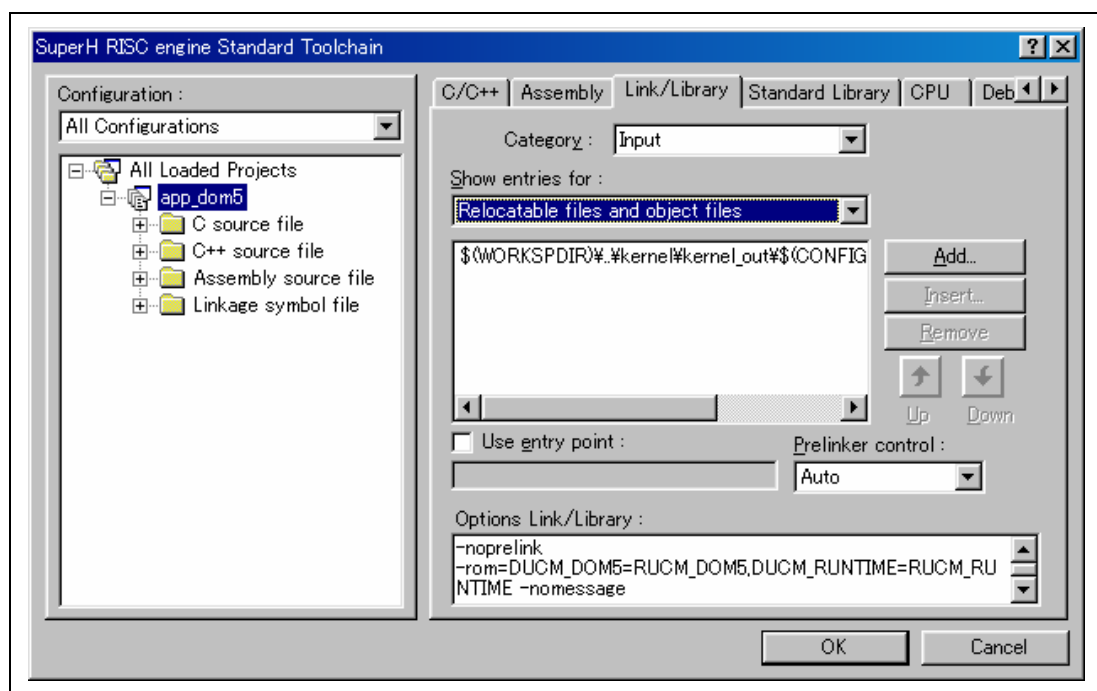 SuperH RISC engine Standard Toolchain
Configuration :
All Configurations
All Loaded Projects
app_dom5
C source file
C++ source file
Assembly source file
Linkage symbol file
C/C++ Assembly Link/Library Standard Library CPU Deb
Category : Input
Show entries for :
Relocatable files and object files
$(WORKSPDIR)¥..¥kernel¥kernel_out¥$(CONFIG
Add...
Insert...
Remove
Up Down
Use entry point :
Prelinker control :
Auto
Options Link/Library :
-noprelink
-rom=DUCM_DOM5=RUCM_DOM5,DUCM_RUNTIME=RUCM_RU
NTIME -nomessage
OK Cancel